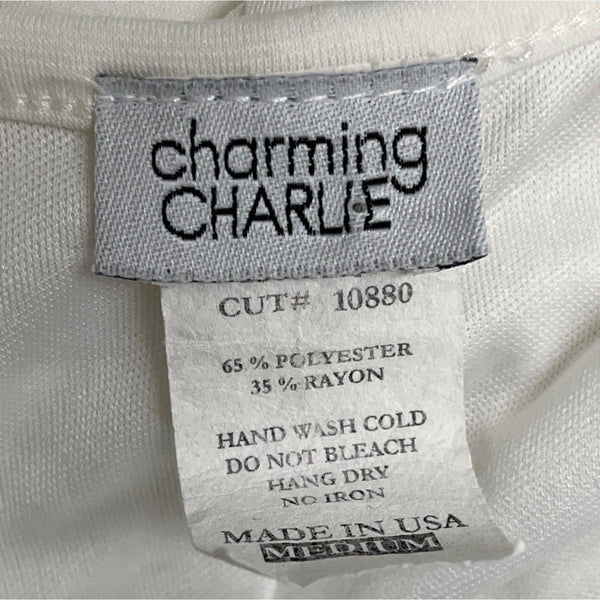 charming
CHARLIE
CUT# 10880
65 % POLYESTER
35 % RAYON
HAND WASH COLD
DO NOT BLEACH
HANG DRY
NO IRON
MADE IN USA
MEDIUM